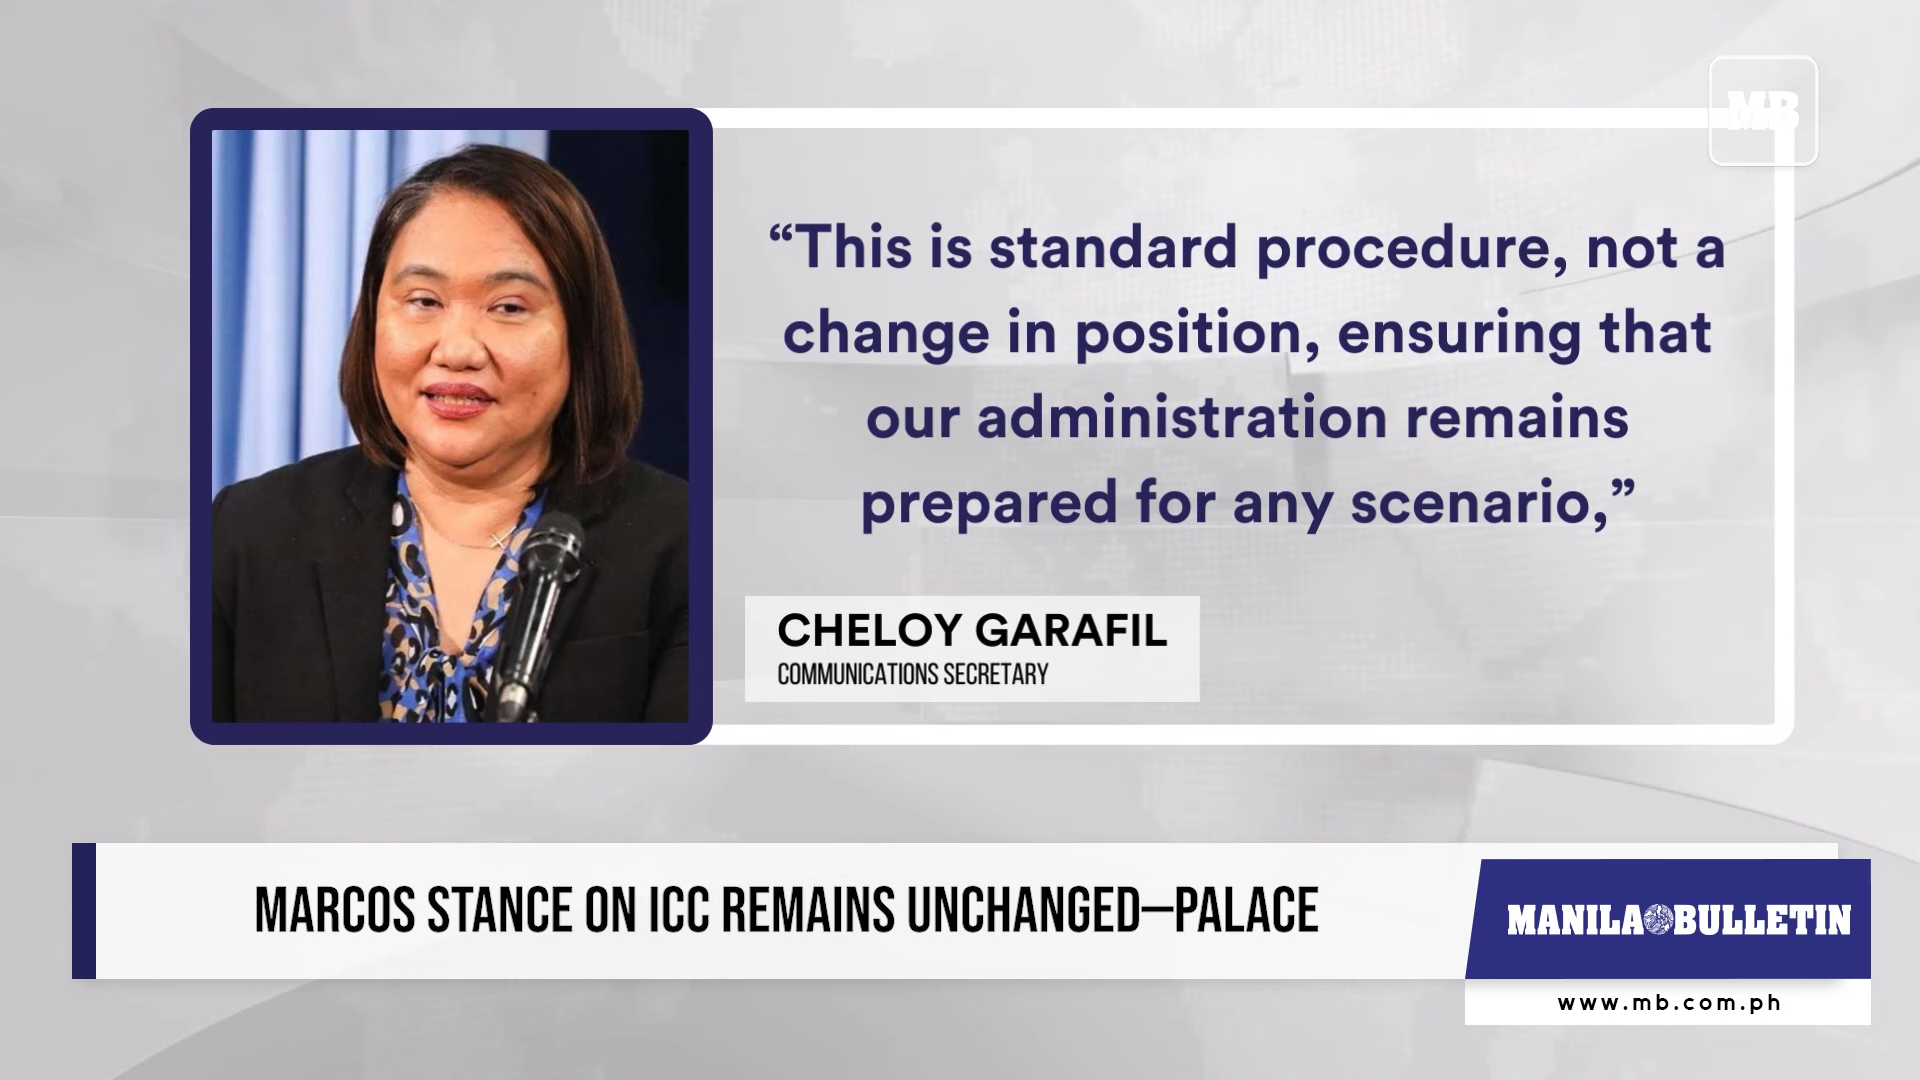 MB
“This is standard procedure, not a
change in position, ensuring that
our administration remains
prepared for any scenario,”
CHELOY GARAFIL
COMMUNICATIONS SECRETARY
MARCOS STANCE ON ICC REMAINS UNCHANGED—PALACE
MANILA BULLETIN
www.mb.com.ph